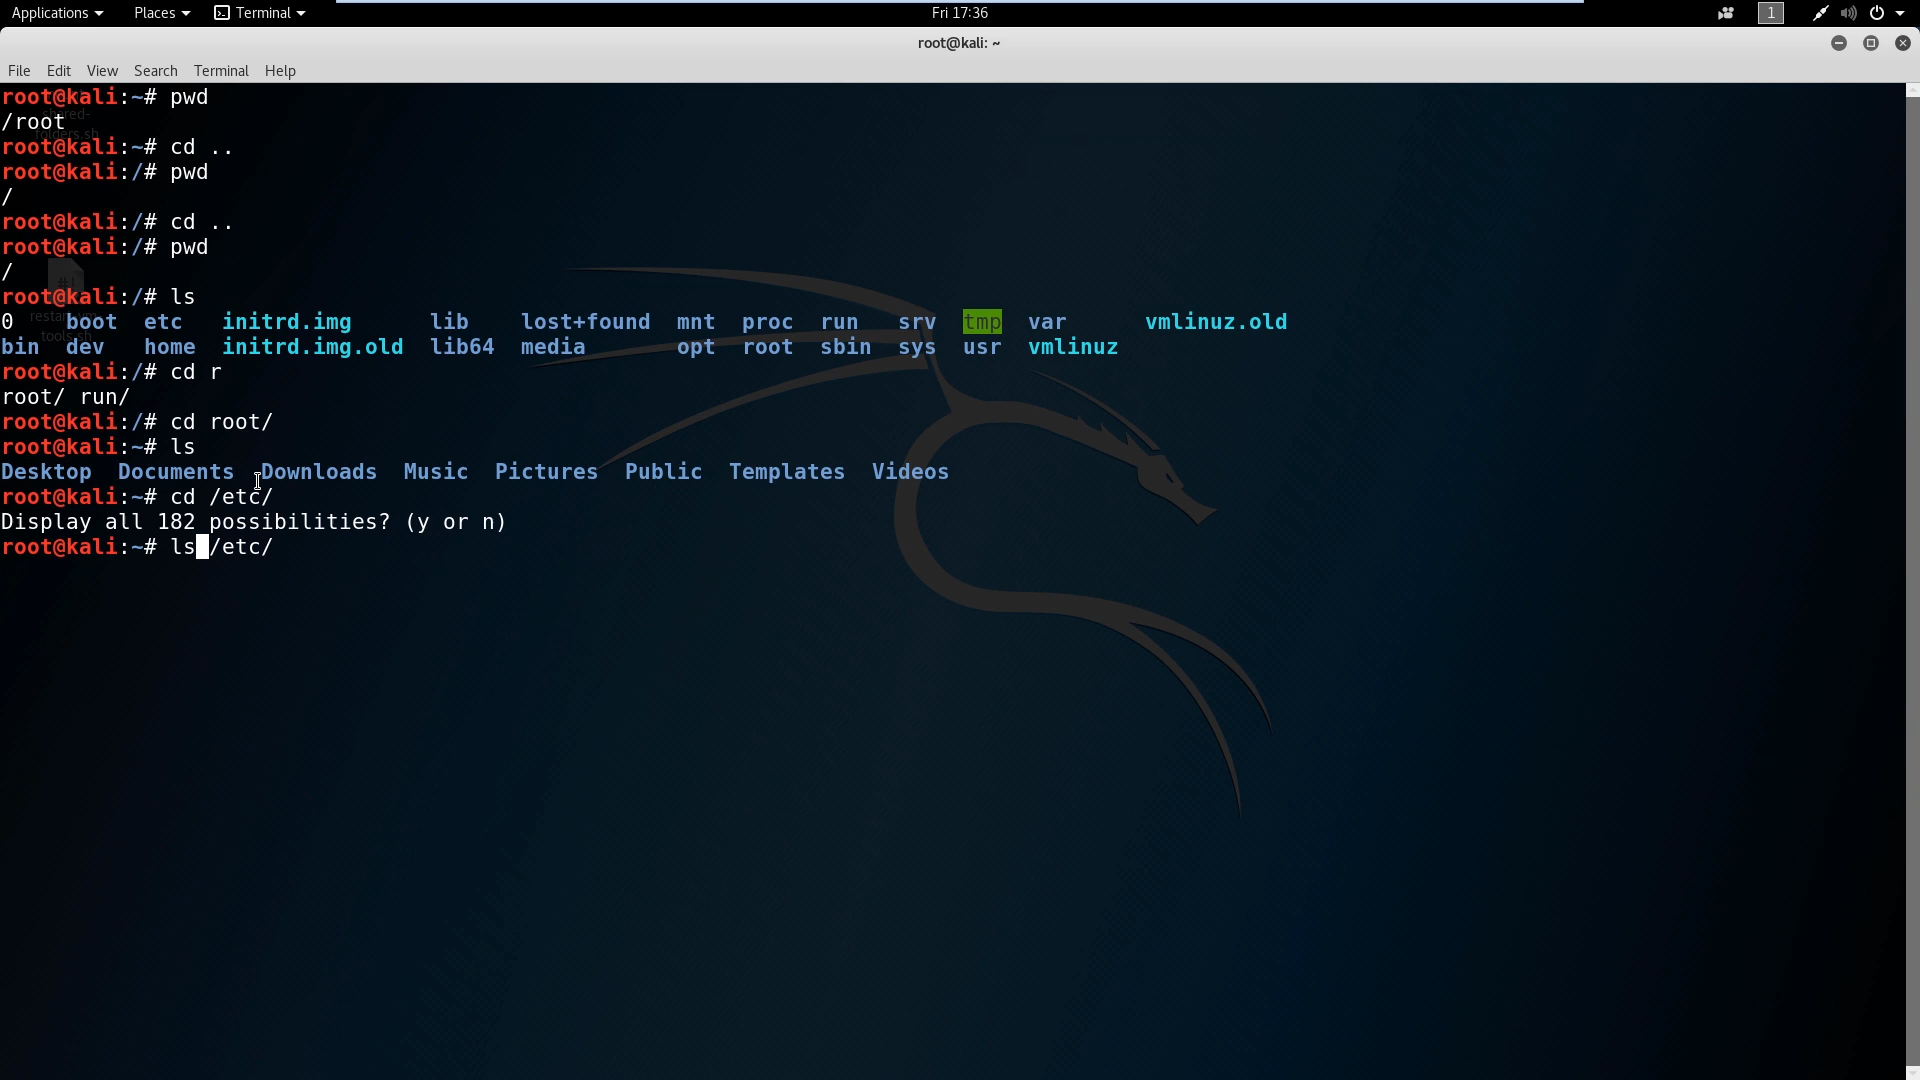 Applications Places Terminal Fri 17:36 1
root@kali: ~
File Edit View Search Terminal Help
root@kali:~# pwd
/root
root@kali:~# cd ..
root@kali:/# pwd
/
root@kali:/# cd ..
root@kali:/# pwd
/
root@kali:/# ls
0 boot etc initrd.img lib lost+found mnt proc run srv tmp var vmlinuz.old
bin dev home initrd.img.old lib64 media opt root sbin sys usr vmlinuz
root@kali:/# cd r
root/ run/
root@kali:/# cd root/
root@kali:~# ls
Desktop Documents Downloads Music Pictures Public Templates Videos
root@kali:~# cd /etc/
Display all 182 possibilities? (y or n)
root@kali:~# ls /etc/
shared-
folders.sh
tools.sh